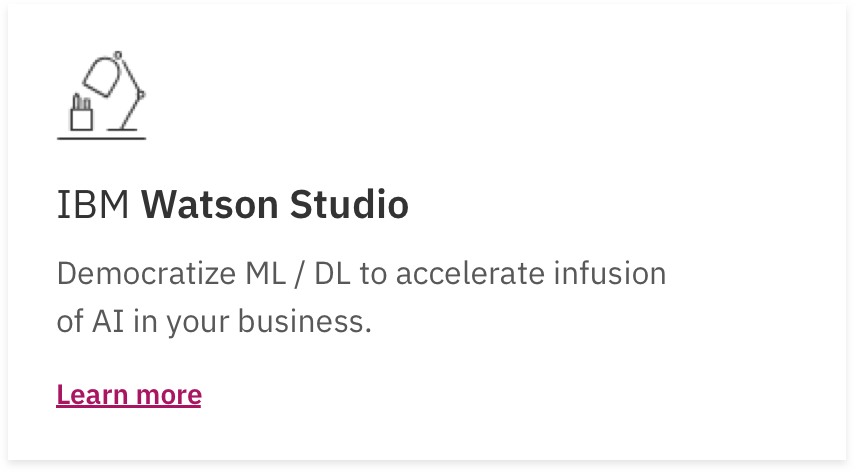 IBM Watson Studio
Democratize ML / DL to accelerate infusion
of AI in your business.
Learn more